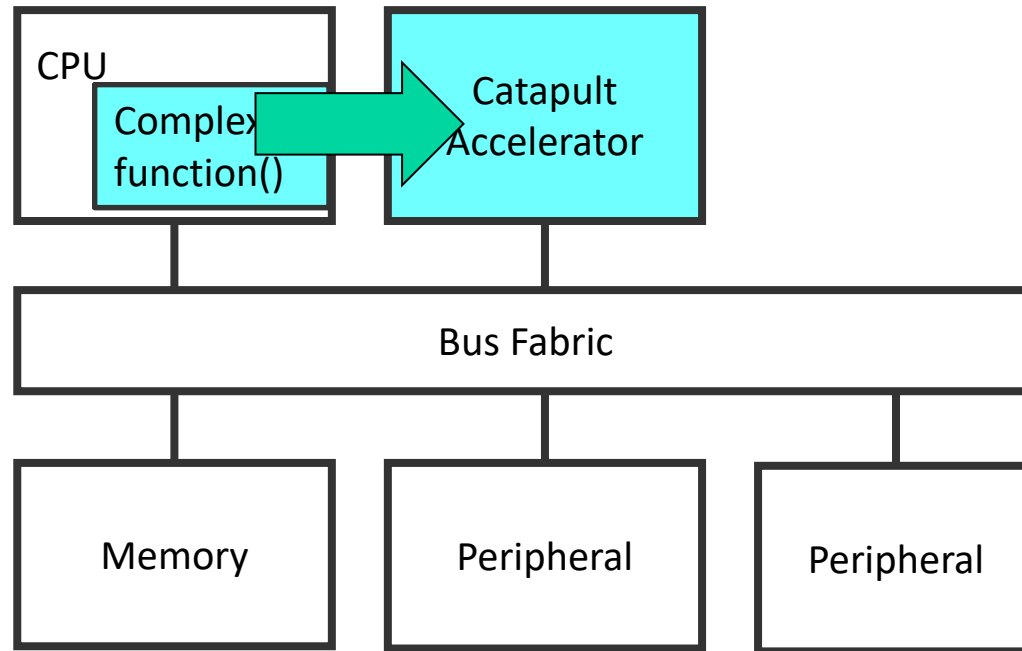 CPU
Complex
function()
Catapult
Accelerator
Bus Fabric
Memory
Peripheral
Peripheral